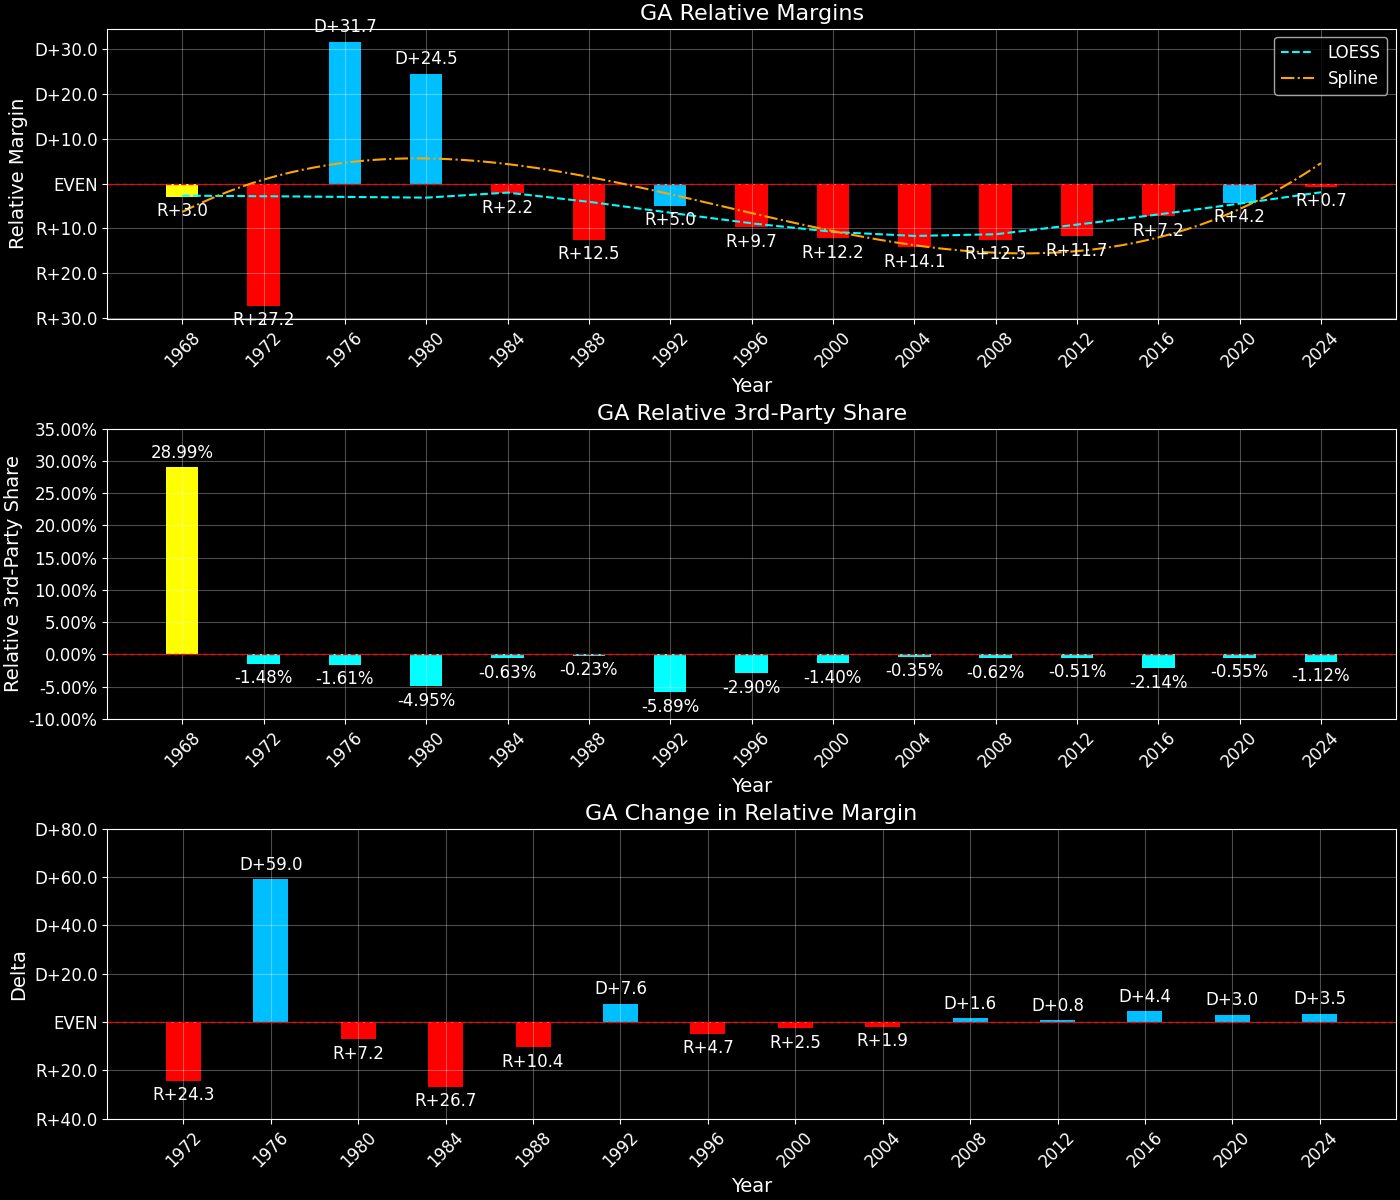 GA Relative Margins
Relative Margin
D+30.0
D+20.0
D+10.0
EVEN
R+10.0
R+20.0
R+30.0
R+3.0
R+27.2
D+31.7
D+24.5
R+2.2
R+12.5
R+5.0
R+9.7
R+12.2
R+14.1
R+12.5
R+11.7
R+7.2
R+4.2
R+0.7
LOESS
Spline
1968 1972 1976 1980 1984 1988 1992 1996 2000 2004 2008 2012 2016 2020 2024
Year
GA Relative 3rd-Party Share
Relative 3rd-Party Share
35.00%
30.00%
25.00%
20.00%
15.00%
10.00%
5.00%
0.00%
-5.00%
-10.00%
28.99%
-1.48%
-1.61%
-4.95%
-0.63%
-0.23%
-5.89%
-2.90%
-1.40%
-0.35%
-0.62%
-0.51%
-2.14%
-0.55%
-1.12%
1968 1972 1976 1980 1984 1988 1992 1996 2000 2004 2008 2012 2016 2020 2024
Year
GA Change in Relative Margin
Delta
D+80.0
D+60.0
D+40.0
D+20.0
EVEN
R+20.0
R+40.0
R+24.3
D+59.0
R+7.2
R+26.7
R+10.4
D+7.6
R+4.7
R+2.5
R+1.9
D+1.6
D+0.8
D+4.4
D+3.0
D+3.5
1972 1976 1980 1984 1988 1992 1996 2000 2004 2008 2012 2016 2020 2024
Year